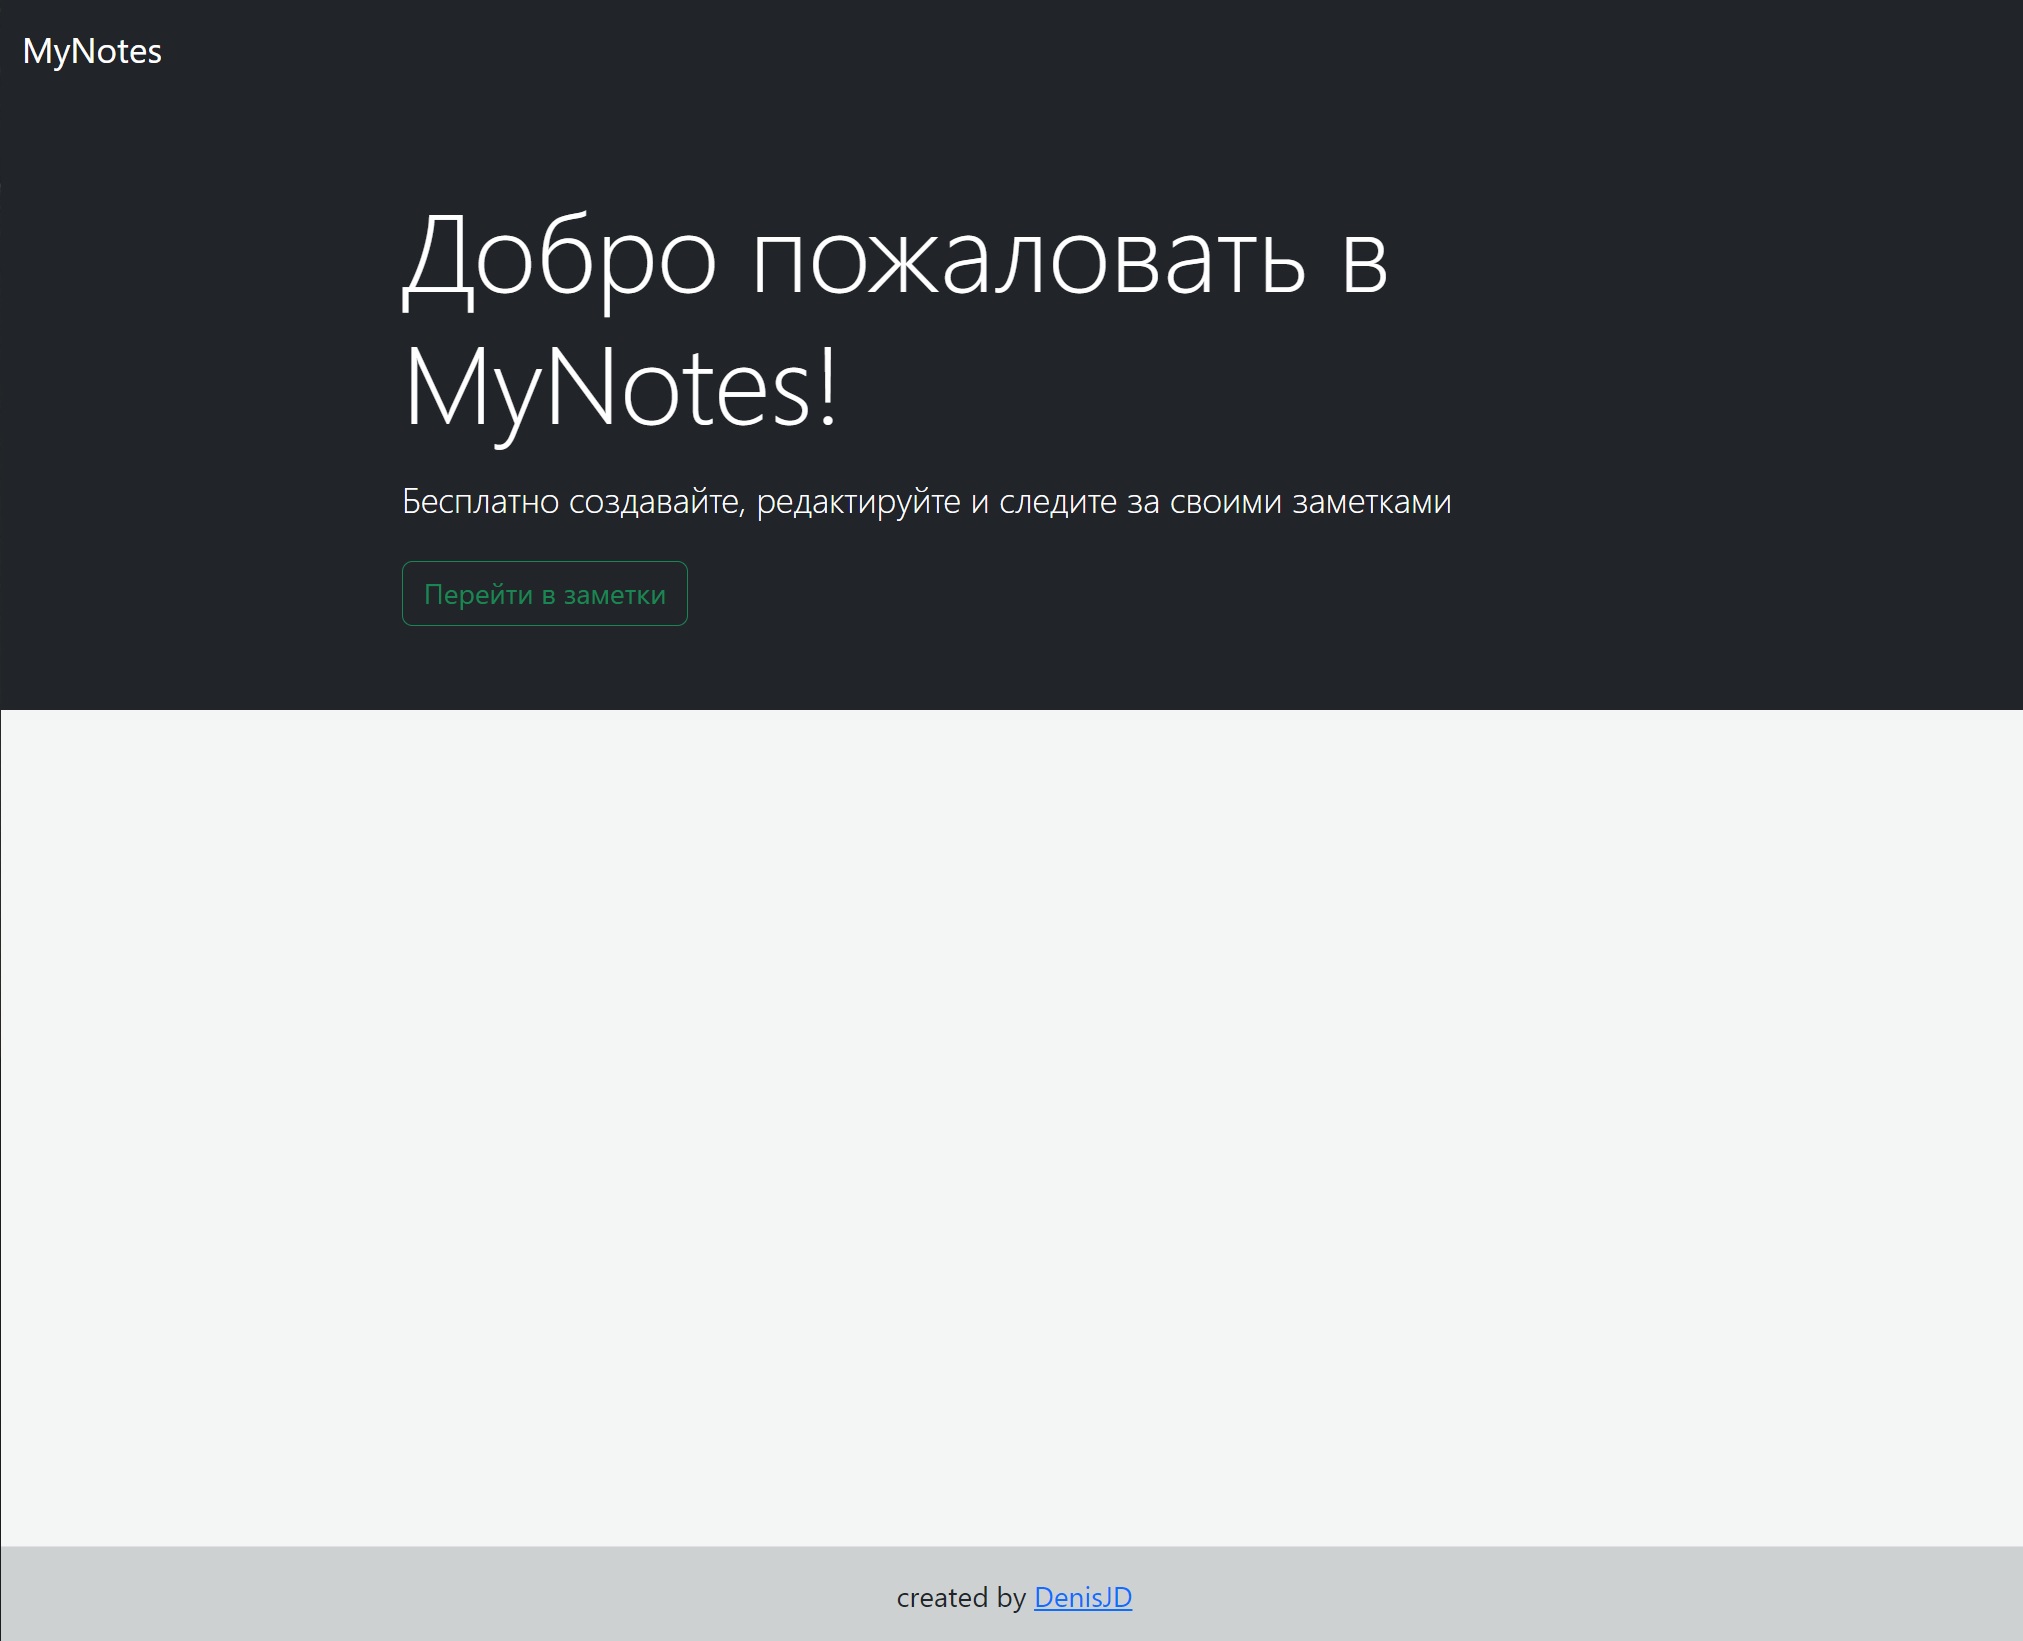 MyNotes
Добро пожаловать в
MyNotes!
Бесплатно создавайте, редактируйте и следите за своими заметками
Перейти в заметки
created by DenisJD